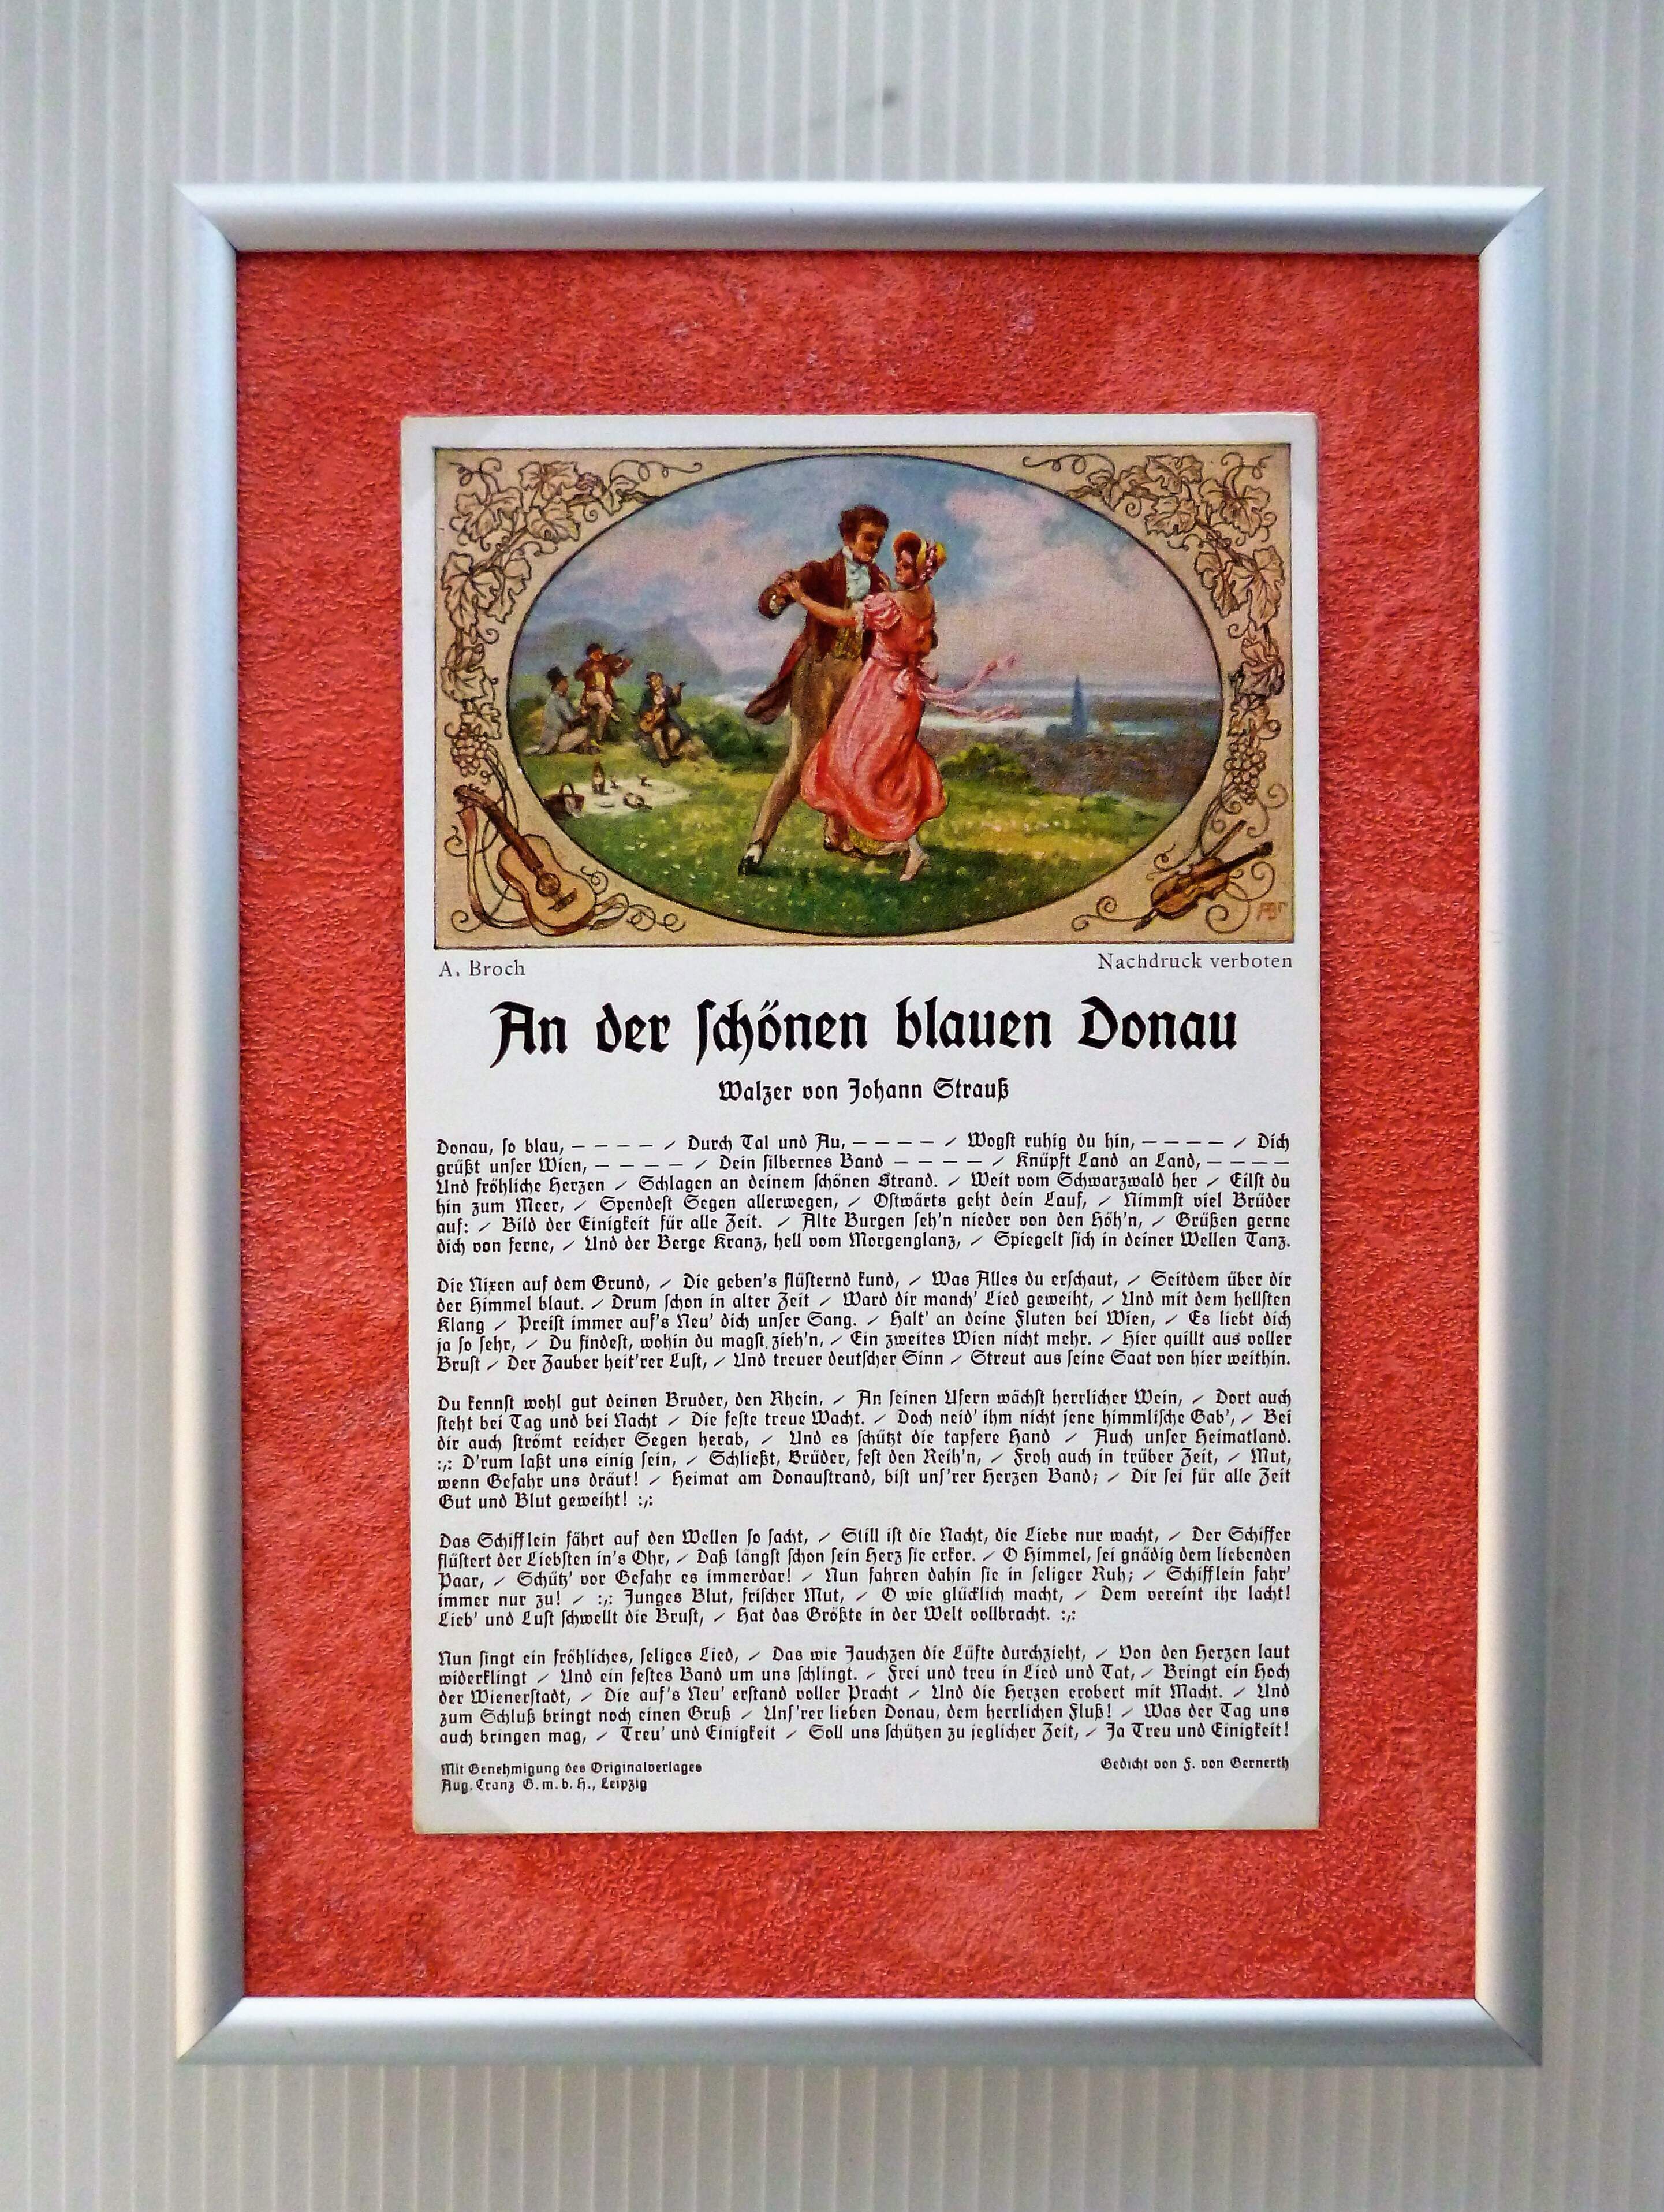 A. Broch
Nachdruck verboten
An der schönen blauen Donau
Walzer von Johann Strauß
Donau, so blau, – – – – / Durch Tal und Au, – – – – / Wogst ruhig du hin, – – – – / Dich
grüßt unser Wien, – – – – / Dein silbernes Band – – – – / Knüpft Land an Land, – – – –
Und fröhliche Herzen / Schlagen an deinem schönen Strand. / Weit vom Schwarzwald her / Eilst du
hin zum Meer, / Spendest Segen allerwegen, / Ostwärts geht dein Lauf, / Nimmst viel Brüder
auf: / Bild der Einigkeit für alle Zeit. / Alte Burgen seh'n nieder von den Höh'n, / Grüßen gerne
dich von ferne, / Und der Berge Kranz, hell vom Morgenglanz, / Spiegelt sich in deiner Wellen Tanz.
Die Nixen auf dem Grund, / Die geben's flüsternd kund, / Was Alles du erschaut, / Seitdem über dir
der Himmel blaut. / Drum schon in alter Zeit / Ward dir manch' Lied geweiht, / Und mit dem hellsten
Klang / Preist immer auf's Neu' dich unser Sang. / Halt' an deine Fluten bei Wien, / Es liebt dich
ja so sehr, / Du findest, wohin du magst zieh'n, / Ein zweites Wien nicht mehr. / Hier quillt aus voller
Brust / Der Zauber heit'rer Lust, / Und treuer deutscher Sinn / Streut aus seine Saat von hier weithin.
Du kennst wohl gut deinen Bruder, den Rhein, / An seinen Ufern wächst herrlicher Wein, / Dort auch
steht bei Tag und bei Nacht / Die feste treue Wacht. / Doch neid' ihm nicht jene himmlische Gab', / Bei
dir auch strömt reicher Segen herab, / Und es schützt die tapfere Hand / Auch unser Heimatland.
:,: D'rum laßt uns einig sein, / Schließt, Brüder, fest den Reih'n, / Froh auch in trüber Zeit, / Mut,
wenn Gefahr uns dräut! / Heimat am Donaustrand, bist uns'rer Herzen Band; / Dir sei für alle Zeit
Gut und Blut geweiht! :,:
Das Schifflein fährt auf den Wellen so sacht, / Still ist die Nacht, die Liebe nur wacht, / Der Schiffer
flüstert der Liebsten in's Ohr, / Daß längst schon sein Herz sie erkor. / O Himmel, sei gnädig dem liebenden
Paar, / Schütz' vor Gefahr es immerdar! / Nun fahren dahin sie in seliger Ruh; / Schifflein fahr'
immer nur zu! / :,: Junges Blut, frischer Mut, / O wie glücklich macht, / Dem vereint ihr lacht!
Lieb' und Lust schwellt die Brust, / Hat das Größte in der Welt vollbracht. :,:
Nun singt ein fröhliches, seliges Lied, / Das wie Jauchzen die Lüfte durchzieht, / Von den Herzen laut
widerklingt / Und ein festes Band um uns schlingt. / Frei und treu in Lied und Tat, / Bringt ein Hoch
der Wienerstadt, / Die auf's Neu' erstand voller Pracht / Und die Herzen erobert mit Macht. / Und
zum Schluß bringt noch einen Gruß / Uns'rer lieben Donau, dem herrlichen Fluß! / Was der Tag uns
auch bringen mag, / Treu' und Einigkeit / Soll uns schützen zu jeglicher Zeit, / Ja Treu und Einigkeit!
Mit Genehmigung des Originalverlages
Aug. Cranz G. m. b. H., Leipzig
Gedicht von F. von Gernerth